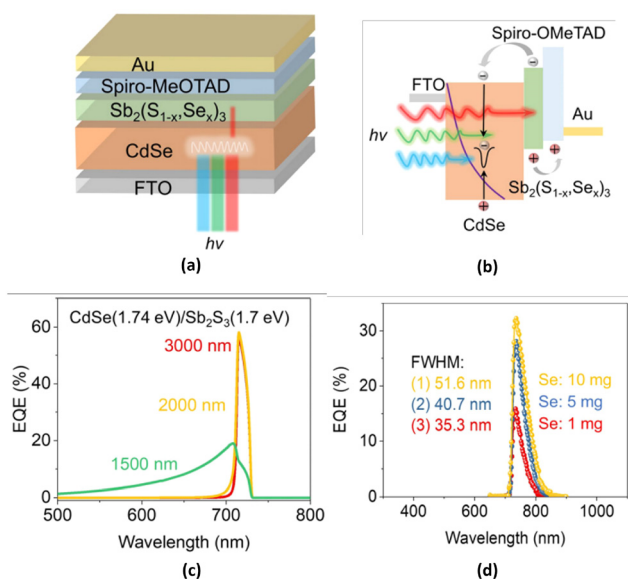 Au
Spiro-MeOTAD
Sb2(S1-x,Sex)3
CdSe
FTO
hv
(a)
Spiro-OMeTAD
FTO
Au
hv
Sb2(S1-x,Sex)3
CdSe
(b)
CdSe(1.74 eV)/Sb2S3(1.7 eV)
3000 nm
2000 nm
1500 nm
EQE (%)
60
40
20
0
500 600 700 800
Wavelength (nm)
(c)
FWHM:
(1) 51.6 nm Se: 10 mg
(2) 40.7 nm Se: 5 mg
(3) 35.3 nm Se: 1 mg
EQE (%)
30
20
10
0
400 600 800 1000
Wavelength (nm)
(d)